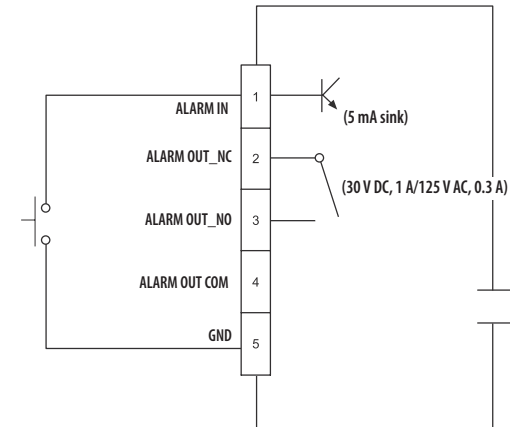 ALARM IN
1
(5 mA sink)
ALARM OUT_NC
2
(30 V DC, 1 A/125 V AC, 0.3 A)
ALARM OUT_NO
3
ALARM OUT COM
4
GND
5